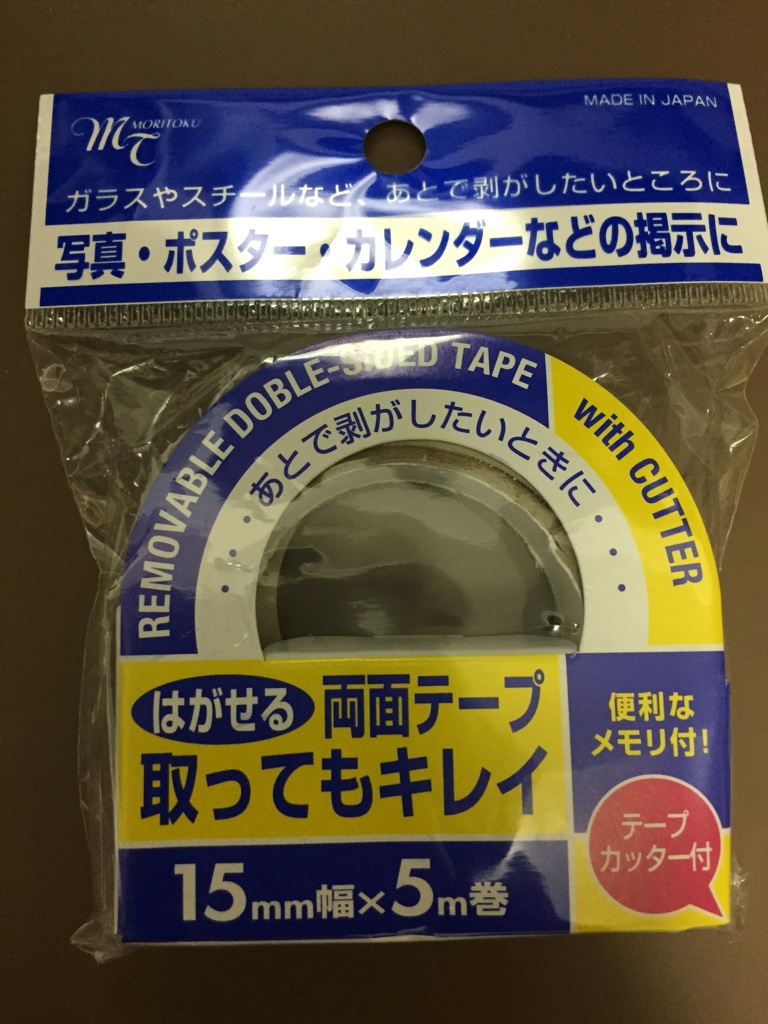 MADE IN JAPAN
MT MORITOKU
ガラスやスチールなど、あとで剥がしたいところに
写真・ポスター・カレンダーなどの掲示に
REMOVABLE DOBLE-SIDED TAPE
with CUTTER
・・・あとで剥がしたいときに・・・
はがせる 両面テープ
取ってもキレイ
便利な
メモリ付!
テープ
カッター付
15mm幅×5m巻